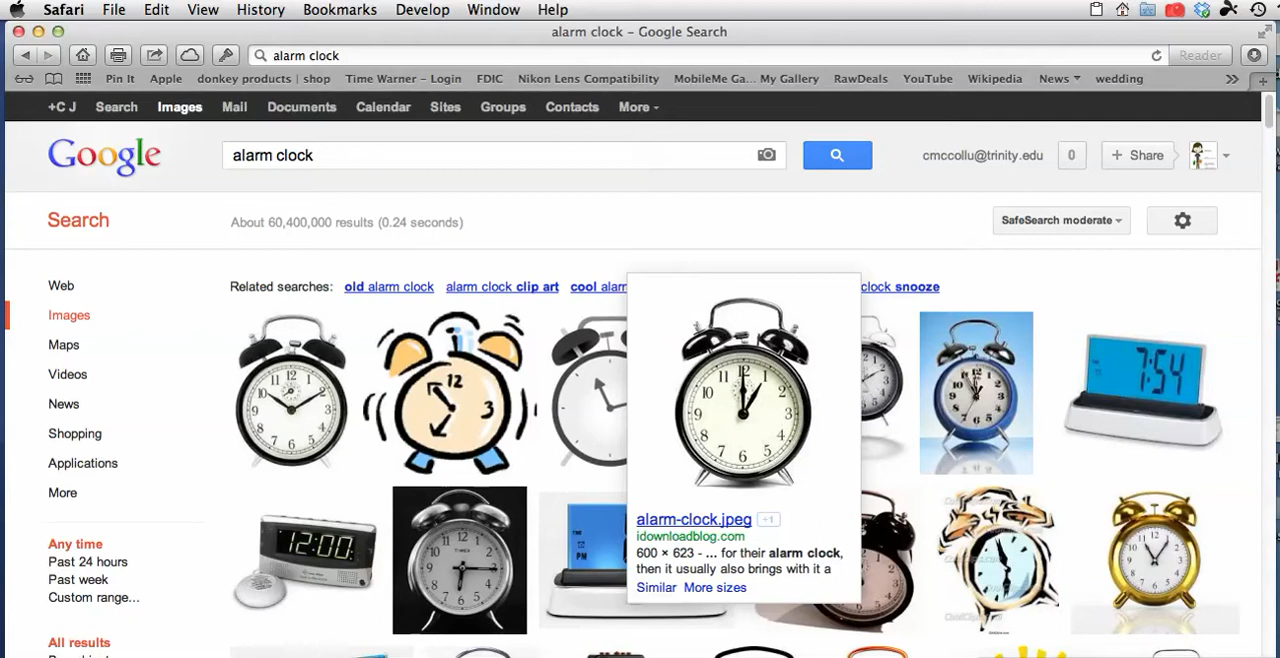 Safari File Edit View History Bookmarks Develop Window Help
alarm clock – Google Search
alarm clock
Reader
Pin It Apple donkey products | shop Time Warner – Login FDIC Nikon Lens Compatibility MobileMe Ga... My Gallery RawDeals YouTube Wikipedia News wedding
+C J Search Images Mail Documents Calendar Sites Groups Contacts More
Google
alarm clock
cmccollu@trinity.edu 0 + Share
Search
About 60,400,000 results (0.24 seconds)
SafeSearch moderate
Web
Images
Maps
Videos
News
Shopping
Applications
More
Any time
Past 24 hours
Past week
Custom range...
All results
Related searches: old alarm clock alarm clock clip art cool clock snooze
12
3
7:54
12:00
TIMEX
alarm-clock.jpeg +1
idownloadblog.com
600 × 623 - ... for their alarm clock,
then it usually also brings with it a
Similar More sizes